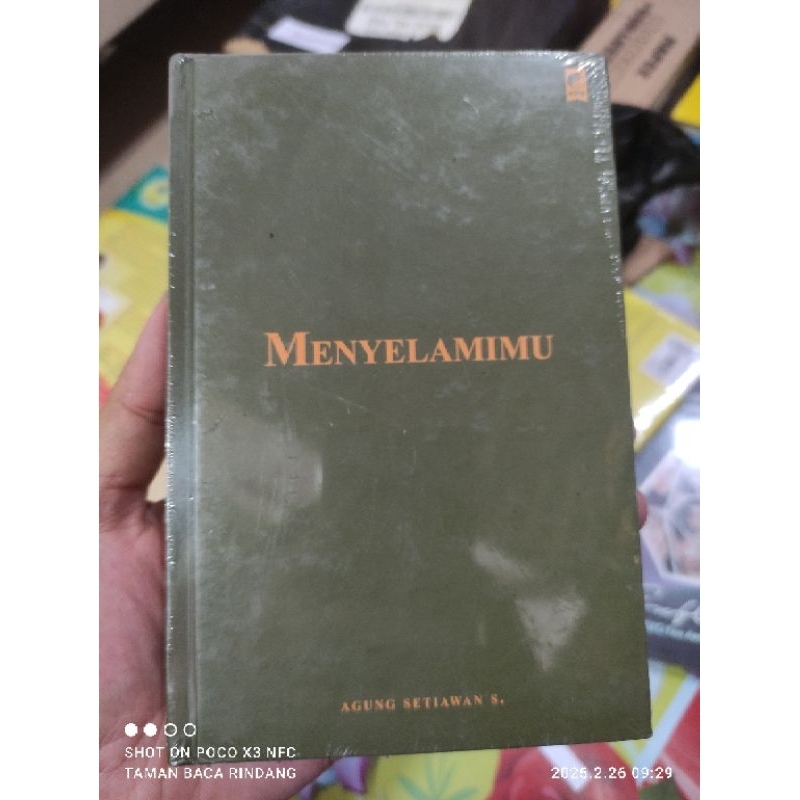 MENYELAMIMU
AGUNG SETIAWAN S.
SHOT ON POCO X3 NFC
TAMAN BACA RINDANG
2025.2.26 09:29